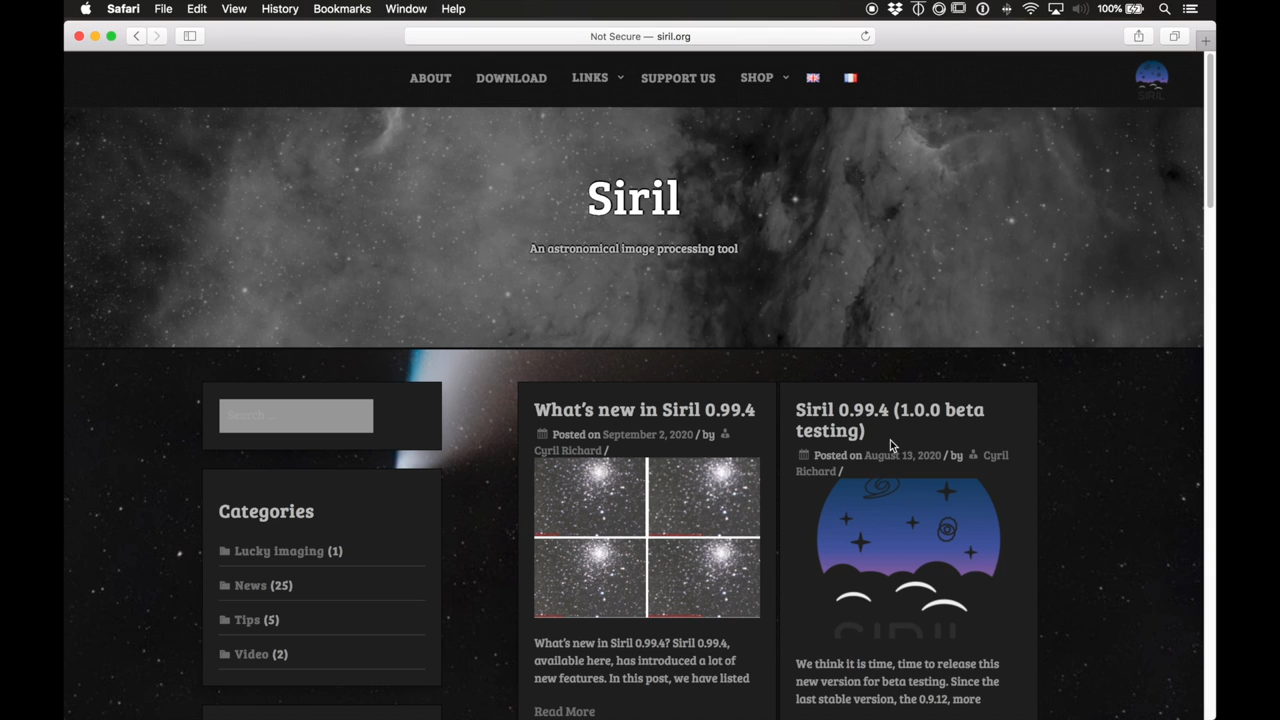 Safari File Edit View History Bookmarks Window Help 100%
Not Secure — siril.org
ABOUT DOWNLOAD LINKS SUPPORT US SHOP
SIRIL
Siril
An astronomical image processing tool
Search ...
Categories
Lucky imaging (1)
News (25)
Tips (5)
Video (2)
What's new in Siril 0.99.4
Posted on September 2, 2020 / by
Cyril Richard /
What's new in Siril 0.99.4? Siril 0.99.4,
available here, has introduced a lot of
new features. In this post, we have listed
Read More
Siril 0.99.4 (1.0.0 beta
testing)
Posted on August 13, 2020 / by Cyril
Richard /
SIRIL
We think it is time, time to release this
new version for beta testing. Since the
last stable version, the 0.9.12, more